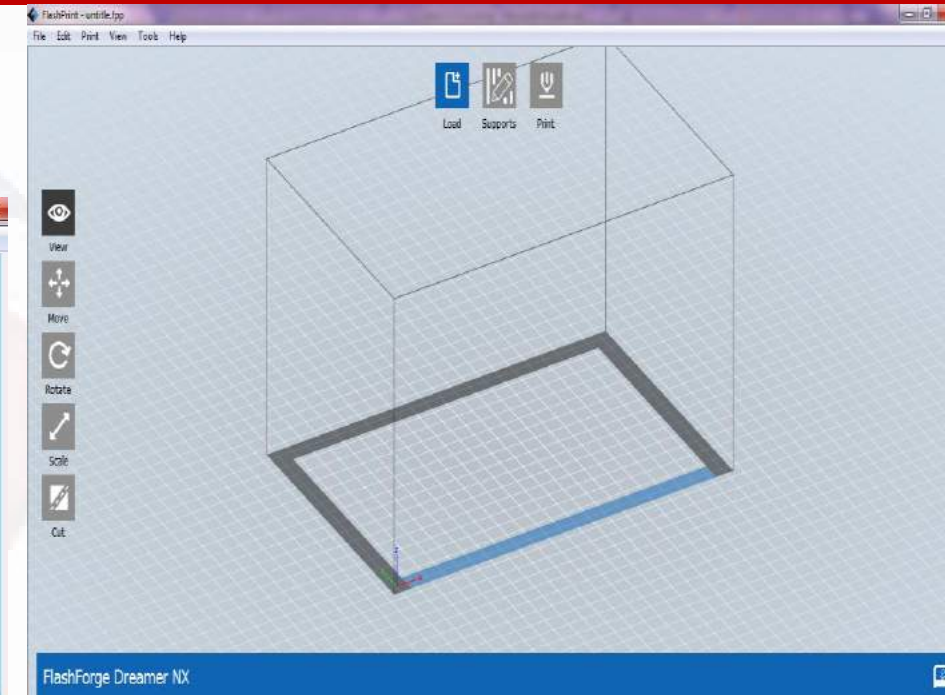 FlashPrint - untitle.fpp
File Edit Print View Tools Help
Load Supports Print
View
Move
Rotate
Scale
Cut
FlashForge Dreamer NX